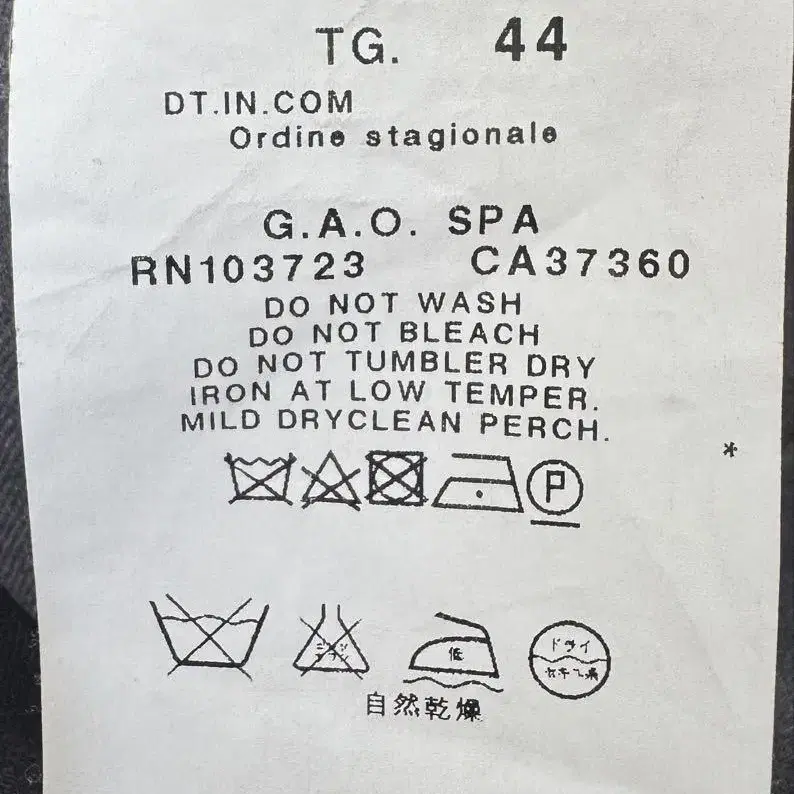 TG. 44
DT.IN.COM
Ordine stagionale
G.A.O. SPA
RN103723 CA37360
DO NOT WASH
DO NOT BLEACH
DO NOT TUMBLER DRY
IRON AT LOW TEMPER.
MILD DRYCLEAN PERCH.
*
P
低
ドライ
自然乾燥